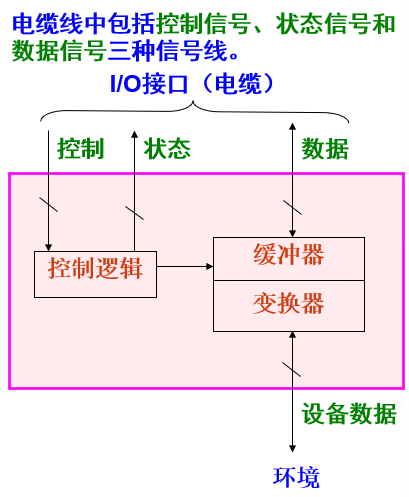 电缆线中包括控制信号、状态信号和
数据信号三种信号线。
I/O接口（电缆）
控制
状态
数据
控制逻辑
缓冲器
变换器
设备数据
环境